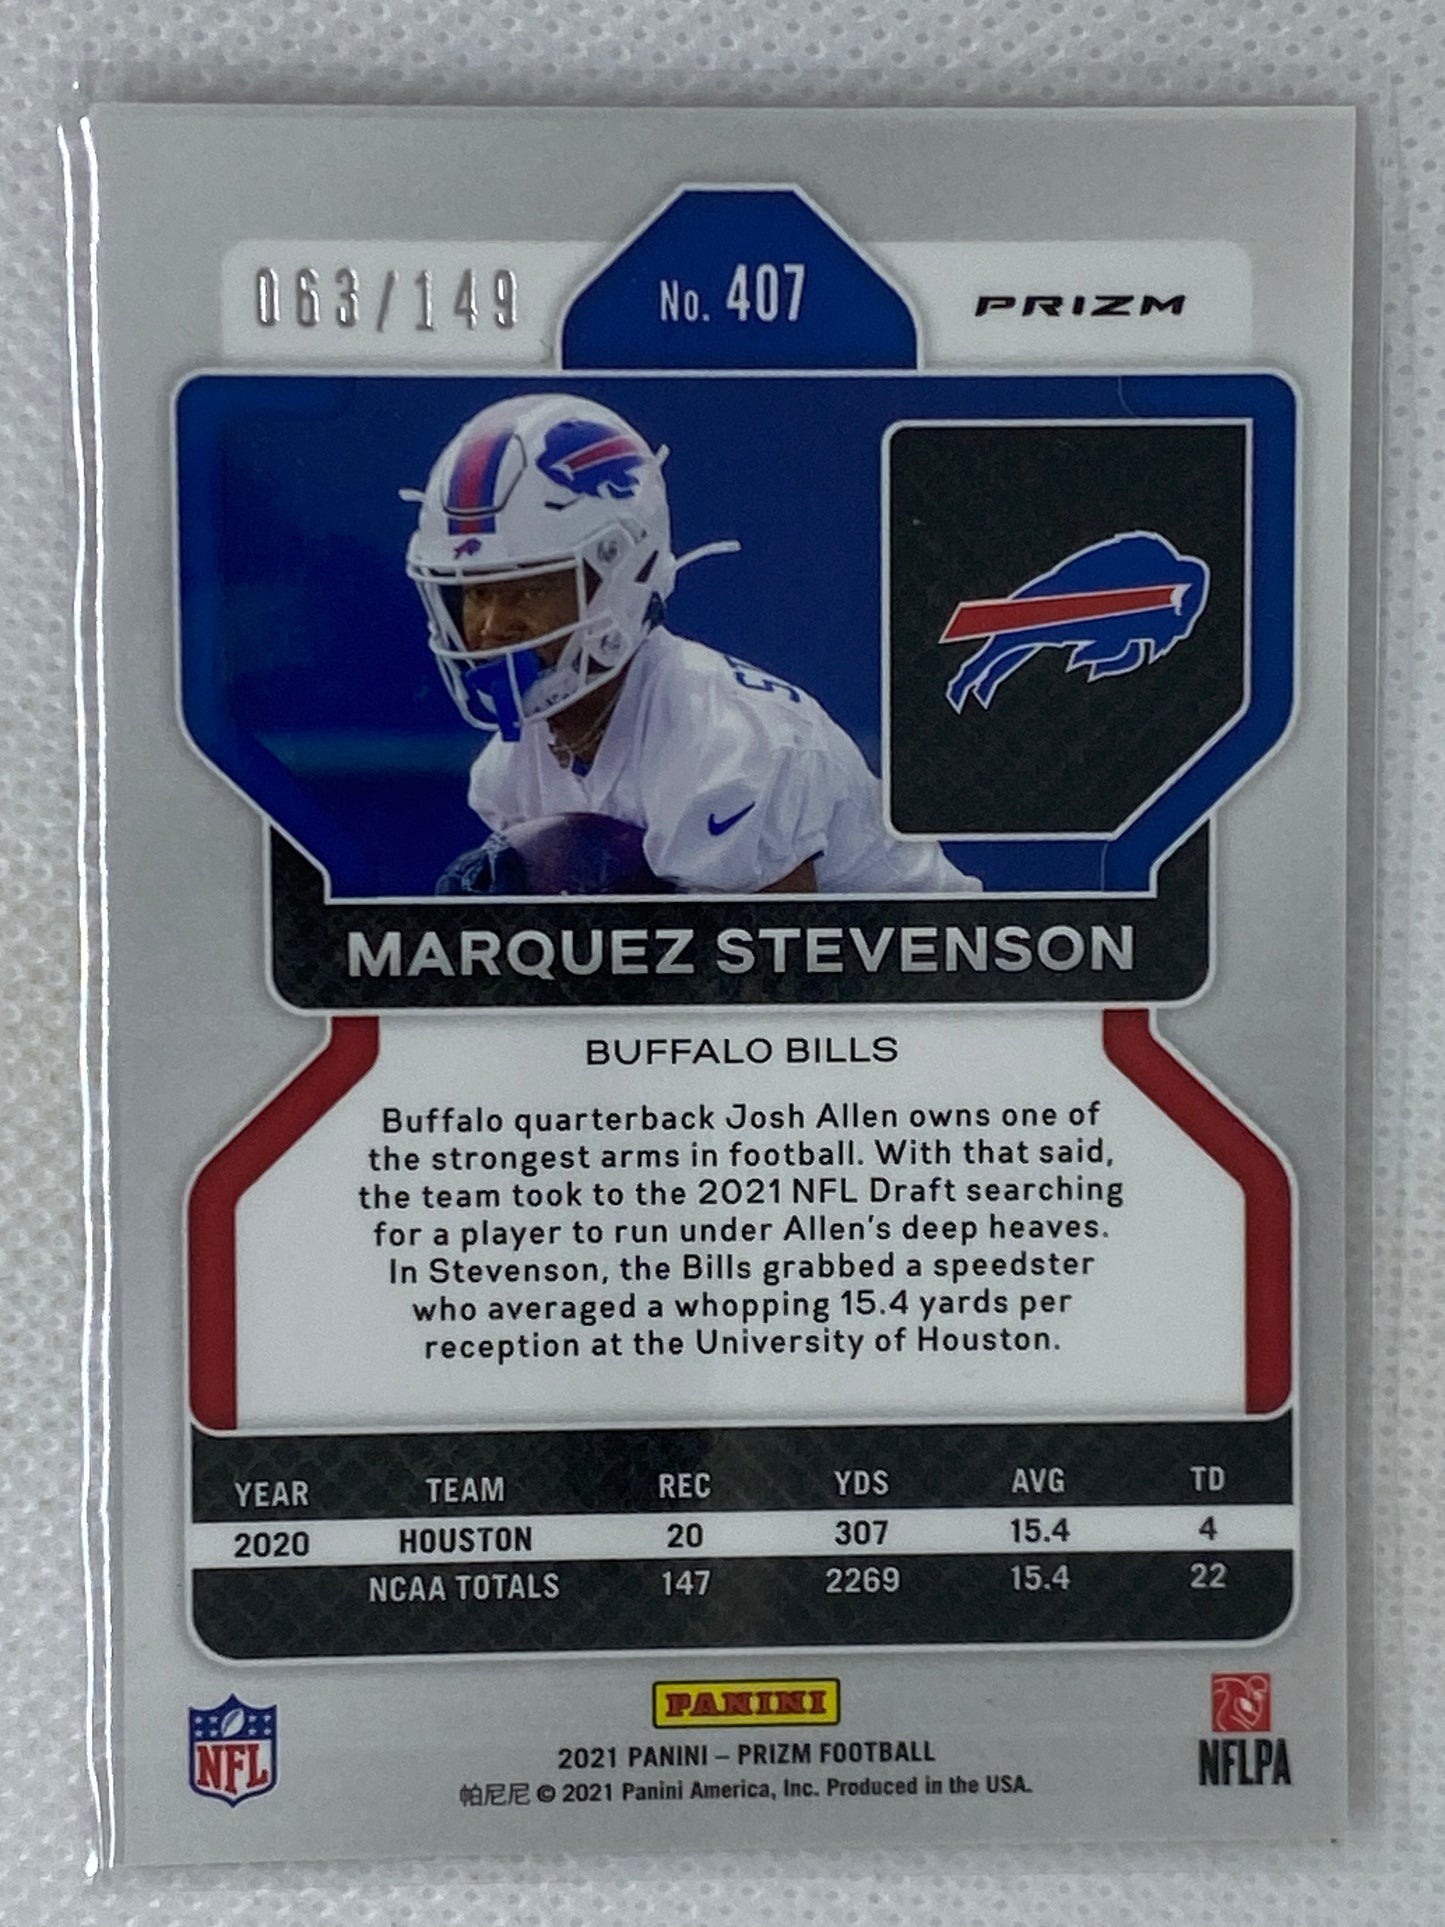 063/149
No. 407
PRIZM
MARQUEZ STEVENSON
BUFFALO BILLS
Buffalo quarterback Josh Allen owns one of
the strongest arms in football. With that said,
the team took to the 2021 NFL Draft searching
for a player to run under Allen's deep heaves.
In Stevenson, the Bills grabbed a speedster
who averaged a whopping 15.4 yards per
reception at the University of Houston.
YEAR TEAM REC YDS AVG TD
2020 HOUSTON 20 307 15.4 4
NCAA TOTALS 147 2269 15.4 22
PANINI
NFL
2021 PANINI – PRIZM FOOTBALL
NFLPA
帕尼尼 © 2021 Panini America, Inc. Produced in the USA.